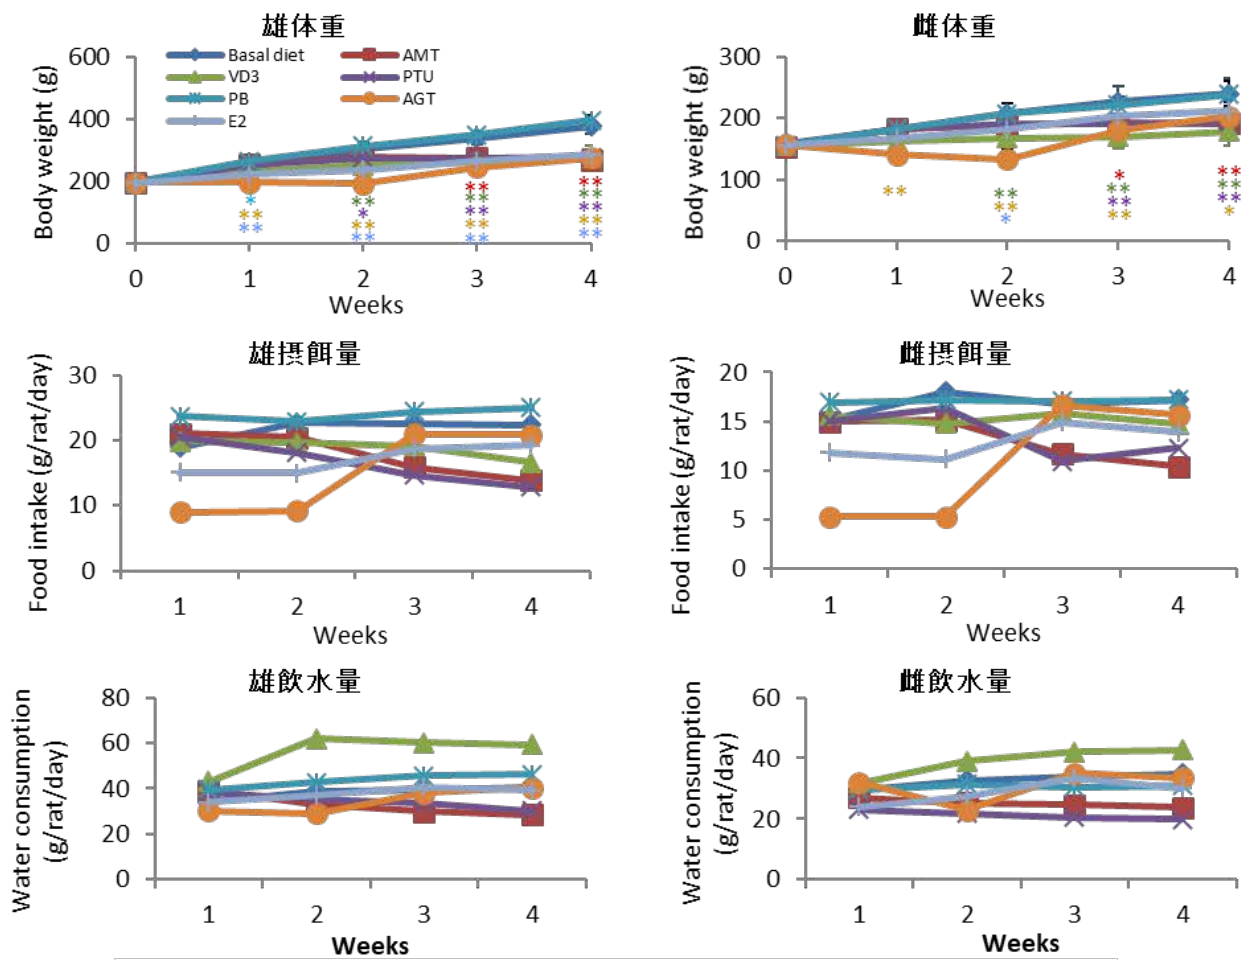 雄体重
Body weight (g)
600
400
200
0
Basal diet
AMT
VD3
PTU
PB
AGT
E2
*
**
**
**
*
**
**
**
**
**
**
**
**
**
**
**
**
0 1 2 3 4
Weeks
雌体重
Body weight (g)
300
200
100
0
**
**
**
*
*
**
**
**
**
**
**
*
0 1 2 3 4
Weeks
雄摂餌量
Food intake (g/rat/day)
30
20
10
0
1 2 3 4
Weeks
雌摂餌量
Food intake (g/rat/day)
20
15
10
5
0
1 2 3 4
Weeks
雄飲水量
Water consumption
(g/rat/day)
80
60
40
20
0
1 2 3 4
Weeks
雌飲水量
Water consumption
(g/rat/day)
60
40
20
0
1 2 3 4
Weeks